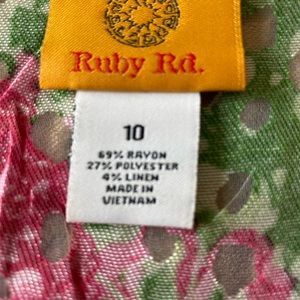 Ruby Rd.
10
69% RAYON
27% POLYESTER
4% LINEN
MADE IN
VIETNAM